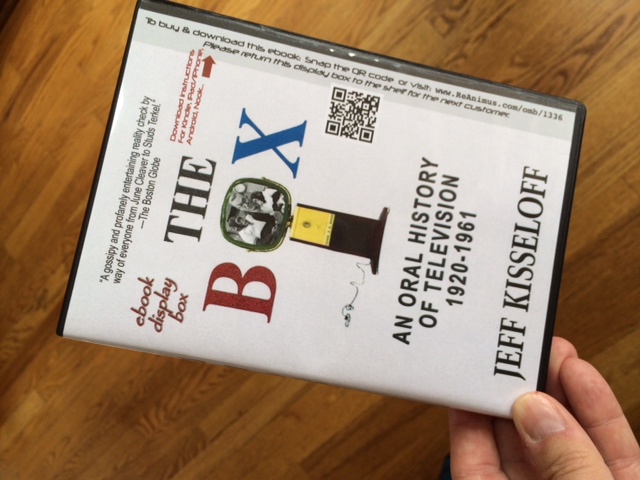 To buy & download this ebook: Snap the QR code or visit: www.ReAnimus.com/omb/1336
Please return this display box to the shelf for the next customer.
Download instructions
For Kindle, iPad/iPhone,
Android, Nook...
"A gossipy and profanely entertaining reality check by
way of everyone from June Cleaver to Studs Terkel."
—The Boston Globe
ebook
display
box
THE
BOX
AN ORAL HISTORY
OF TELEVISION
1920-1961
JEFF KISSELOFF